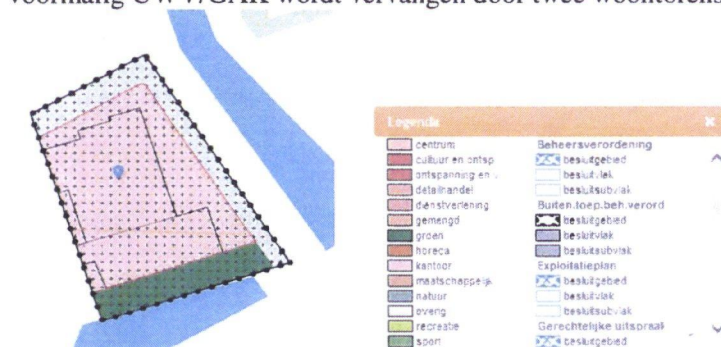 voormalig UWV/GAK wordt vervangen door twee woontorens
Legenda
centrum
cultuur en ontsp
ontspanning en
detailhandel
dienstverlening
gemengd
groen
horeca
kantoor
maatschappelijk
natuur
overig
recreatie
sport
Beheersverordening
besluitgebied
besluitvlak
besluitsubvlak
Buiten.toep.beh.verord
besluitgebied
besluitvlak
besluitsubvlak
Exploitatieplan
besluitgebied
besluitvlak
besluitsubvlak
Gerechtelijke uitspraak
besluitgebied